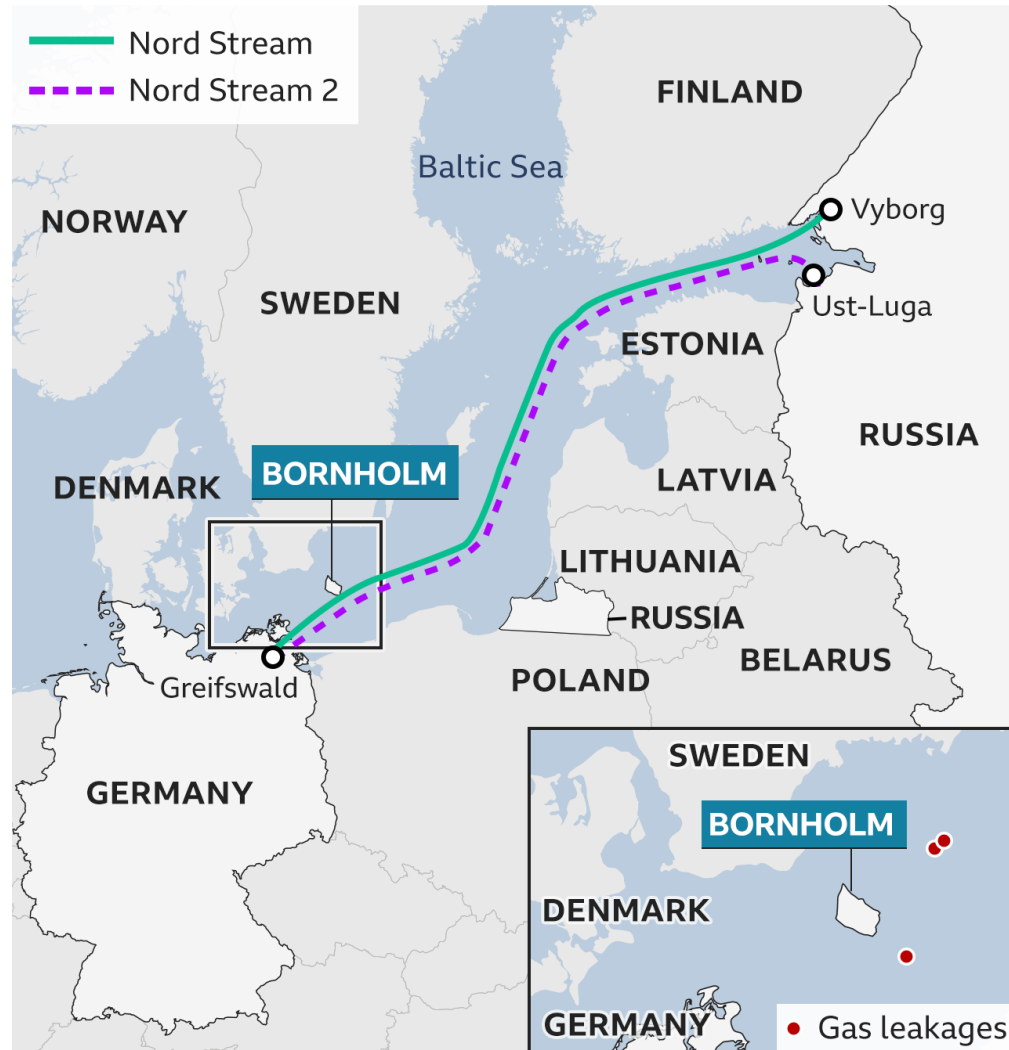 Nord Stream
Nord Stream 2
FINLAND
Baltic Sea
NORWAY
Vyborg
SWEDEN
Ust-Luga
ESTONIA
RUSSIA
BORNHOLM
DENMARK
LATVIA
LITHUANIA
RUSSIA
BELARUS
POLAND
Greifswald
GERMANY
SWEDEN
BORNHOLM
DENMARK
GERMANY
Gas leakages